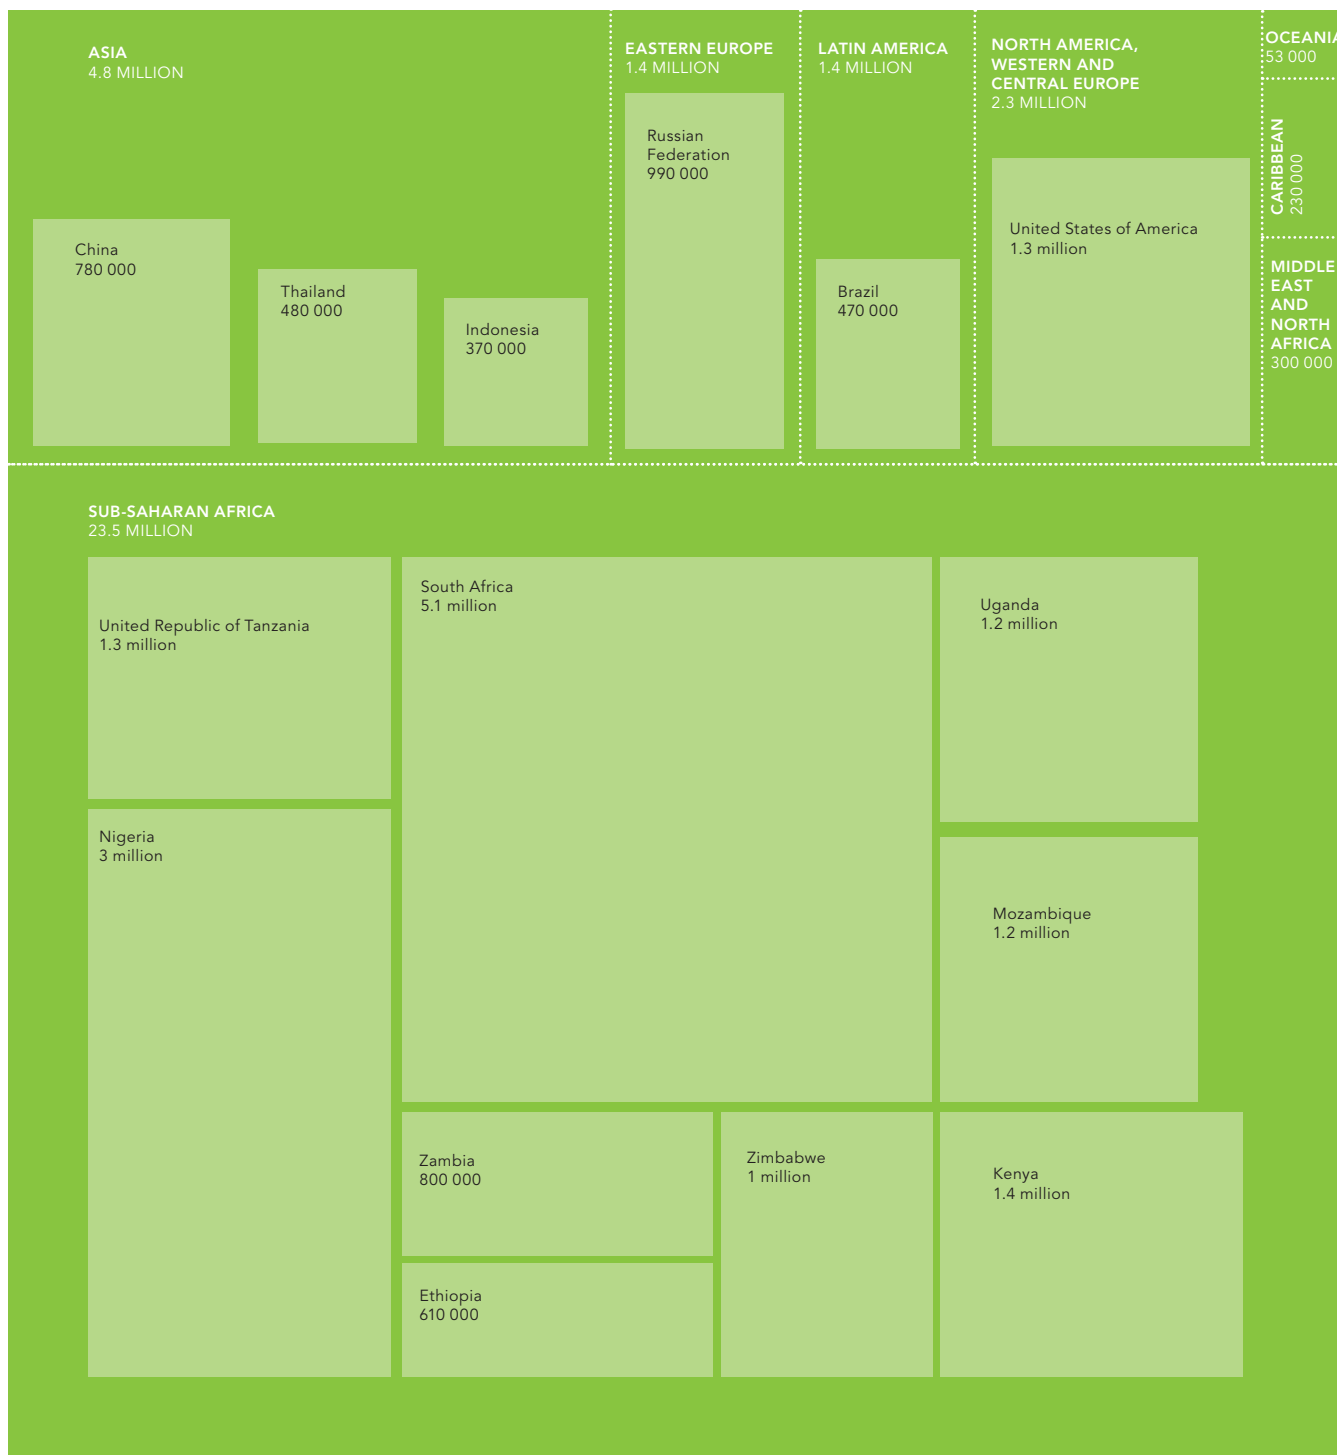 ASIA
4.8 MILLION
China
780 000
Thailand
480 000
Indonesia
370 000
EASTERN EUROPE
1.4 MILLION
Russian
Federation
990 000
LATIN AMERICA
1.4 MILLION
Brazil
470 000
NORTH AMERICA,
WESTERN AND
CENTRAL EUROPE
2.3 MILLION
United States of America
1.3 million
OCEANIA
53 000
CARIBBEAN
230 000
MIDDLE
EAST
AND
NORTH
AFRICA
300 000
SUB-SAHARAN AFRICA
23.5 MILLION
United Republic of Tanzania
1.3 million
Nigeria
3 million
South Africa
5.1 million
Uganda
1.2 million
Mozambique
1.2 million
Zambia
800 000
Ethiopia
610 000
Zimbabwe
1 million
Kenya
1.4 million